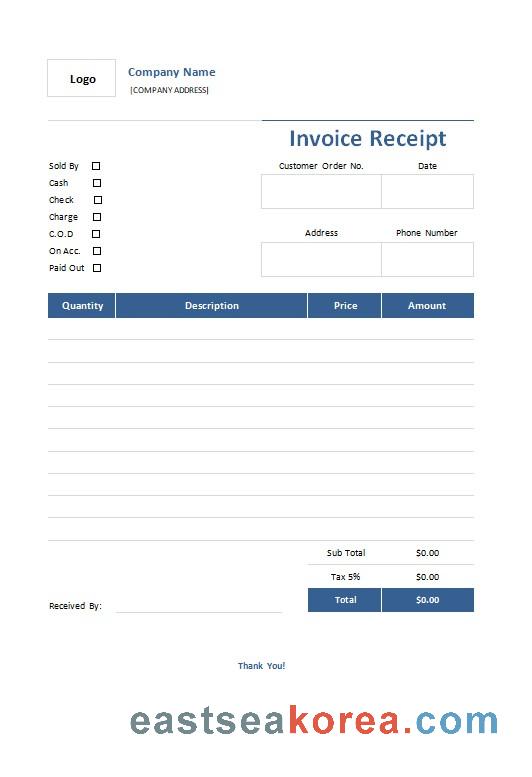 Logo
Company Name
[COMPANY ADDRESS]
Invoice Receipt
Sold By
Cash
Check
Charge
C.O.D
On Acc.
Paid Out
Customer Order No. Date
Address Phone Number
Quantity Description Price Amount
Sub Total $0.00
Tax 5% $0.00
Total $0.00
Received By:
Thank You!
eastseakorea.com